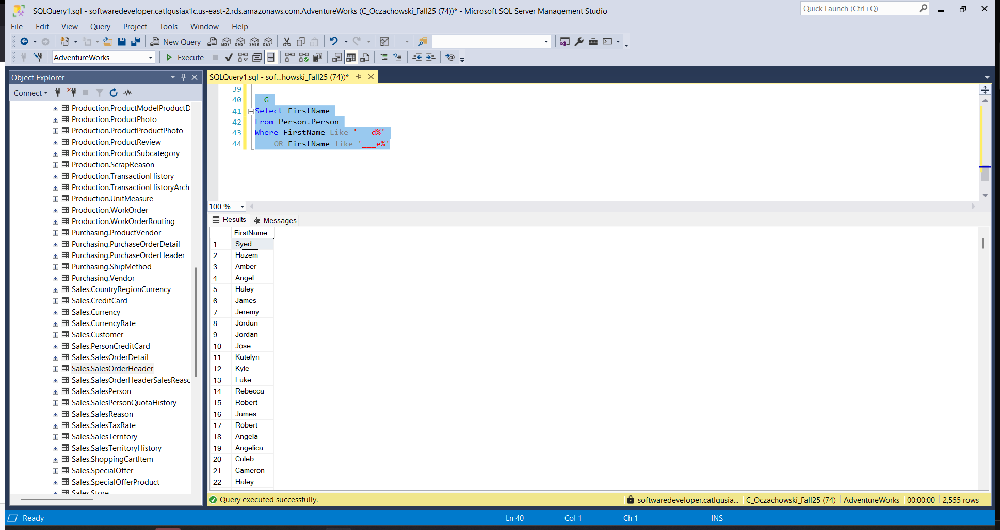 SQLQuery1.sql - softwaredeveloper.catlgusiax1c.us-east-2.rds.amazonaws.com.AdventureWorks (C_Oczachowski_Fall25 (74))* - Microsoft SQL Server Management Studio
Quick Launch (Ctrl+Q)
File Edit View Query Project Tools Window Help
New Query MDX DMX XMLA DAX
AdventureWorks Execute
Object Explorer
SQLQuery1.sql - sof...howski_Fall25 (74))*
Connect
Production.ProductModelProductD
Production.ProductPhoto
Production.ProductProductPhoto
Production.ProductReview
Production.ProductSubcategory
Production.ScrapReason
Production.TransactionHistory
Production.TransactionHistoryArchi
Production.UnitMeasure
Production.WorkOrder
Production.WorkOrderRouting
Purchasing.ProductVendor
Purchasing.PurchaseOrderDetail
Purchasing.PurchaseOrderHeader
Purchasing.ShipMethod
Purchasing.Vendor
Sales.CountryRegionCurrency
Sales.CreditCard
Sales.Currency
Sales.CurrencyRate
Sales.Customer
Sales.PersonCreditCard
Sales.SalesOrderDetail
Sales.SalesOrderHeader
Sales.SalesOrderHeaderSalesReaso
Sales.SalesPerson
Sales.SalesPersonQuotaHistory
Sales.SalesReason
Sales.SalesTaxRate
Sales.SalesTerritory
Sales.SalesTerritoryHistory
Sales.ShoppingCartItem
Sales.SpecialOffer
Sales.SpecialOfferProduct
Sales.Store
39
40 --G
41 Select FirstName
42 From Person.Person
43 Where FirstName Like '___d%'
44 OR FirstName like '___e%'
100 %
Results Messages
FirstName
1 Syed
2 Hazem
3 Amber
4 Angel
5 Haley
6 James
7 Jeremy
8 Jordan
9 Jordan
10 Jose
11 Katelyn
12 Kyle
13 Luke
14 Rebecca
15 Robert
16 James
17 Robert
18 Angela
19 Angelica
20 Caleb
21 Cameron
22 Haley
Query executed successfully.
softwaredeveloper.catlgusia... C_Oczachowski_Fall25 (74) AdventureWorks 00:00:00 2,555 rows
Ready Ln 40 Col 1 Ch 1 INS